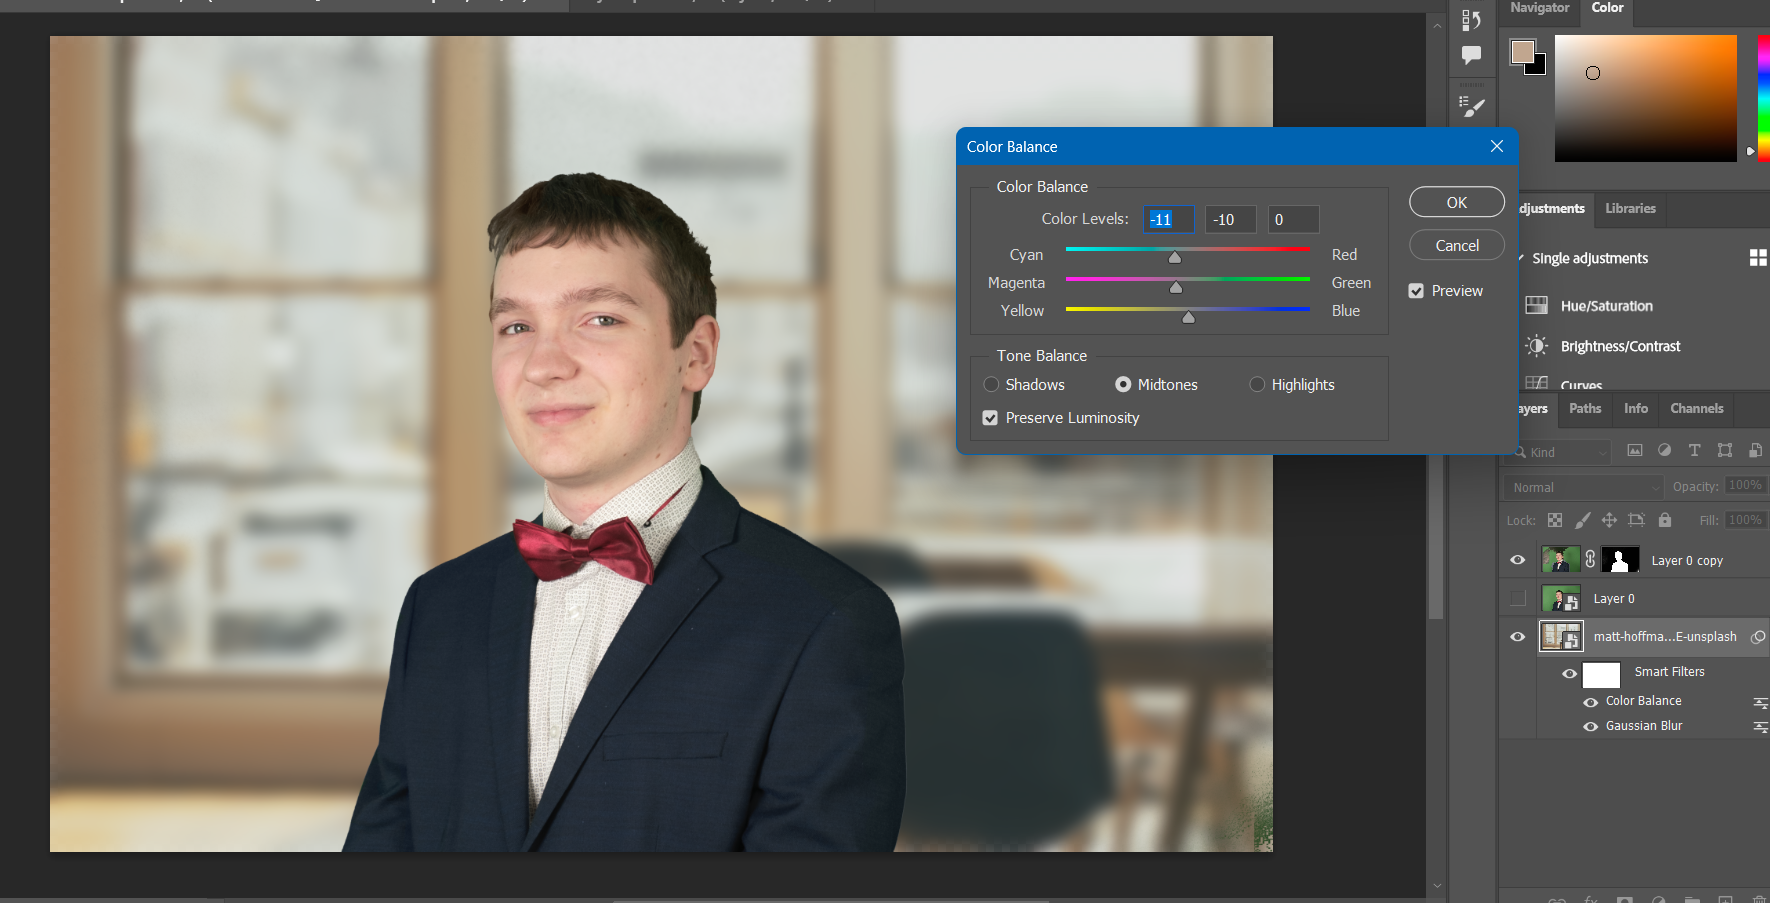 Navigator Color
Color Balance
Color Balance
Color Levels: -11 -10 0
Cyan Red
Magenta Green
Yellow Blue
Tone Balance
Shadows Midtones Highlights
Preserve Luminosity
OK
Cancel
Preview
djustments Libraries
Single adjustments
Hue/Saturation
Brightness/Contrast
Curves
ayers Paths Info Channels
Kind
Normal Opacity: 100%
Lock: Fill: 100%
Layer 0 copy
Layer 0
matt-hoffma...E-unsplash
Smart Filters
Color Balance
Gaussian Blur